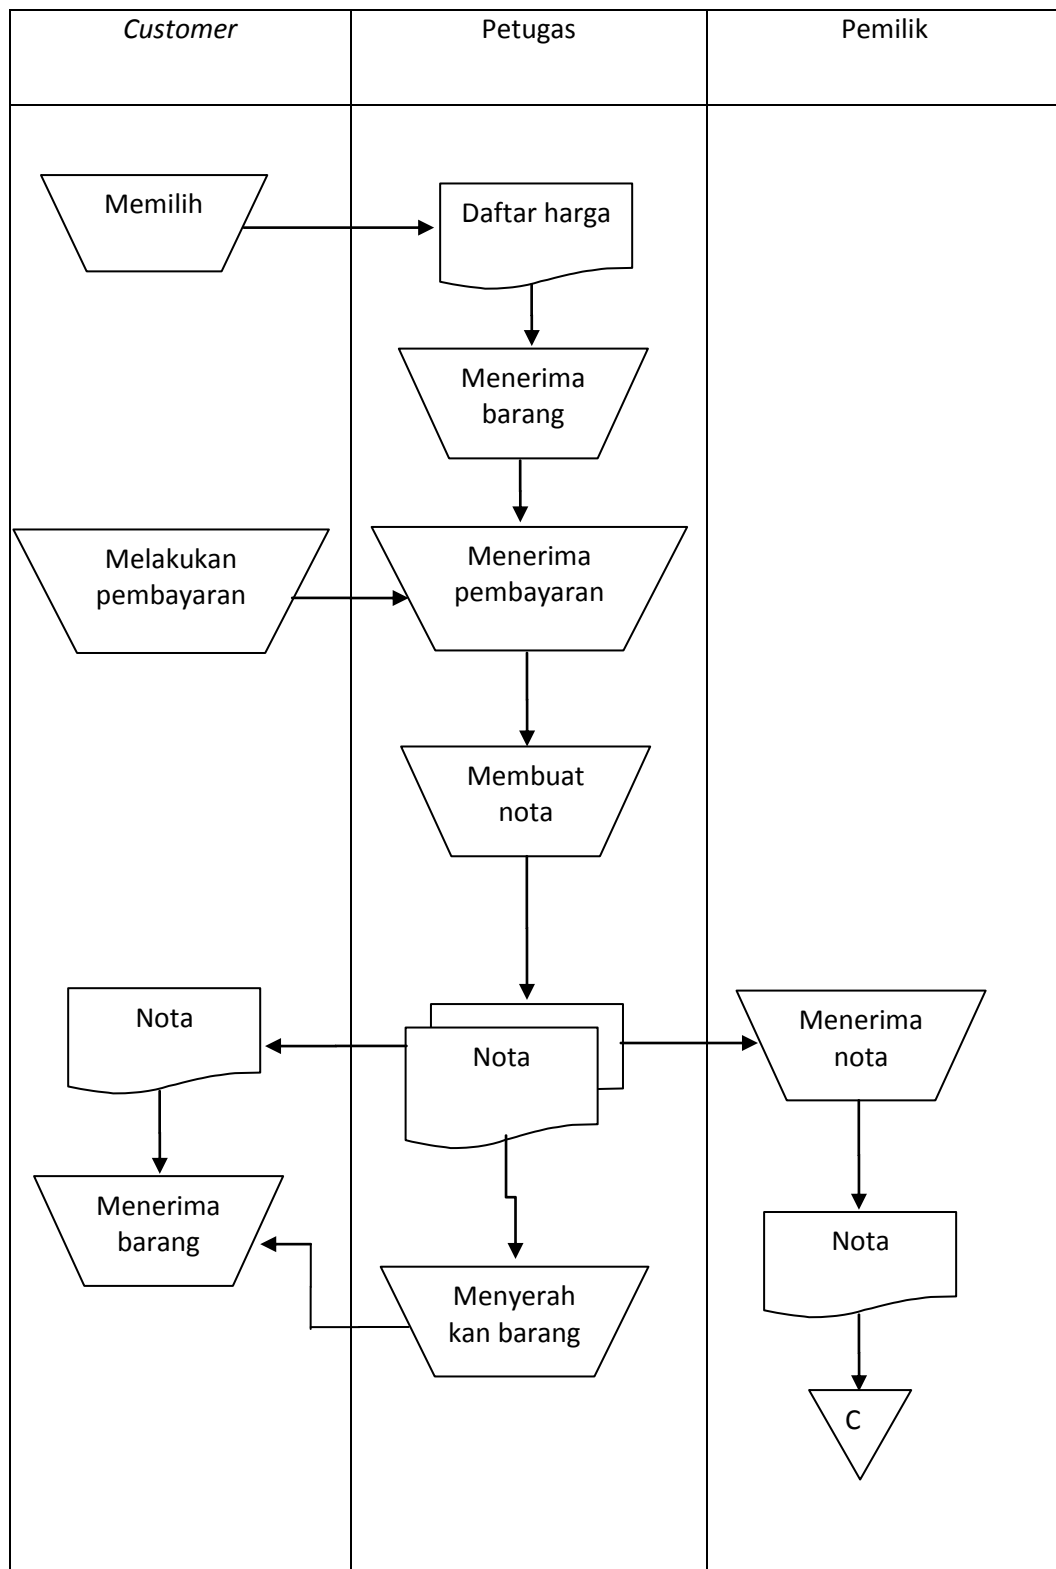 Customer
Petugas
Pemilik
Memilih
Daftar harga
Menerima
barang
Melakukan
pembayaran
Menerima
pembayaran
Membuat
nota
Nota
Nota
Menerima
nota
Menerima
barang
Menyerah
kan barang
Nota
C